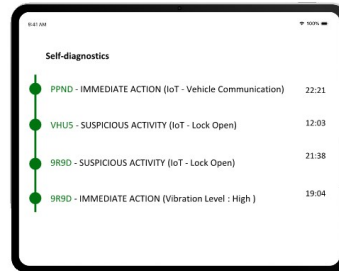 9:41 AM
100%
Self-diagnostics
PPND - IMMEDIATE ACTION (IoT - Vehicle Communication) 22:21
VHU5 - SUSPICIOUS ACTIVITY (IoT - Lock Open) 12:03
9R9D - SUSPICIOUS ACTIVITY (IoT - Lock Open) 21:38
9R9D - IMMEDIATE ACTION (Vibration Level : High ) 19:04